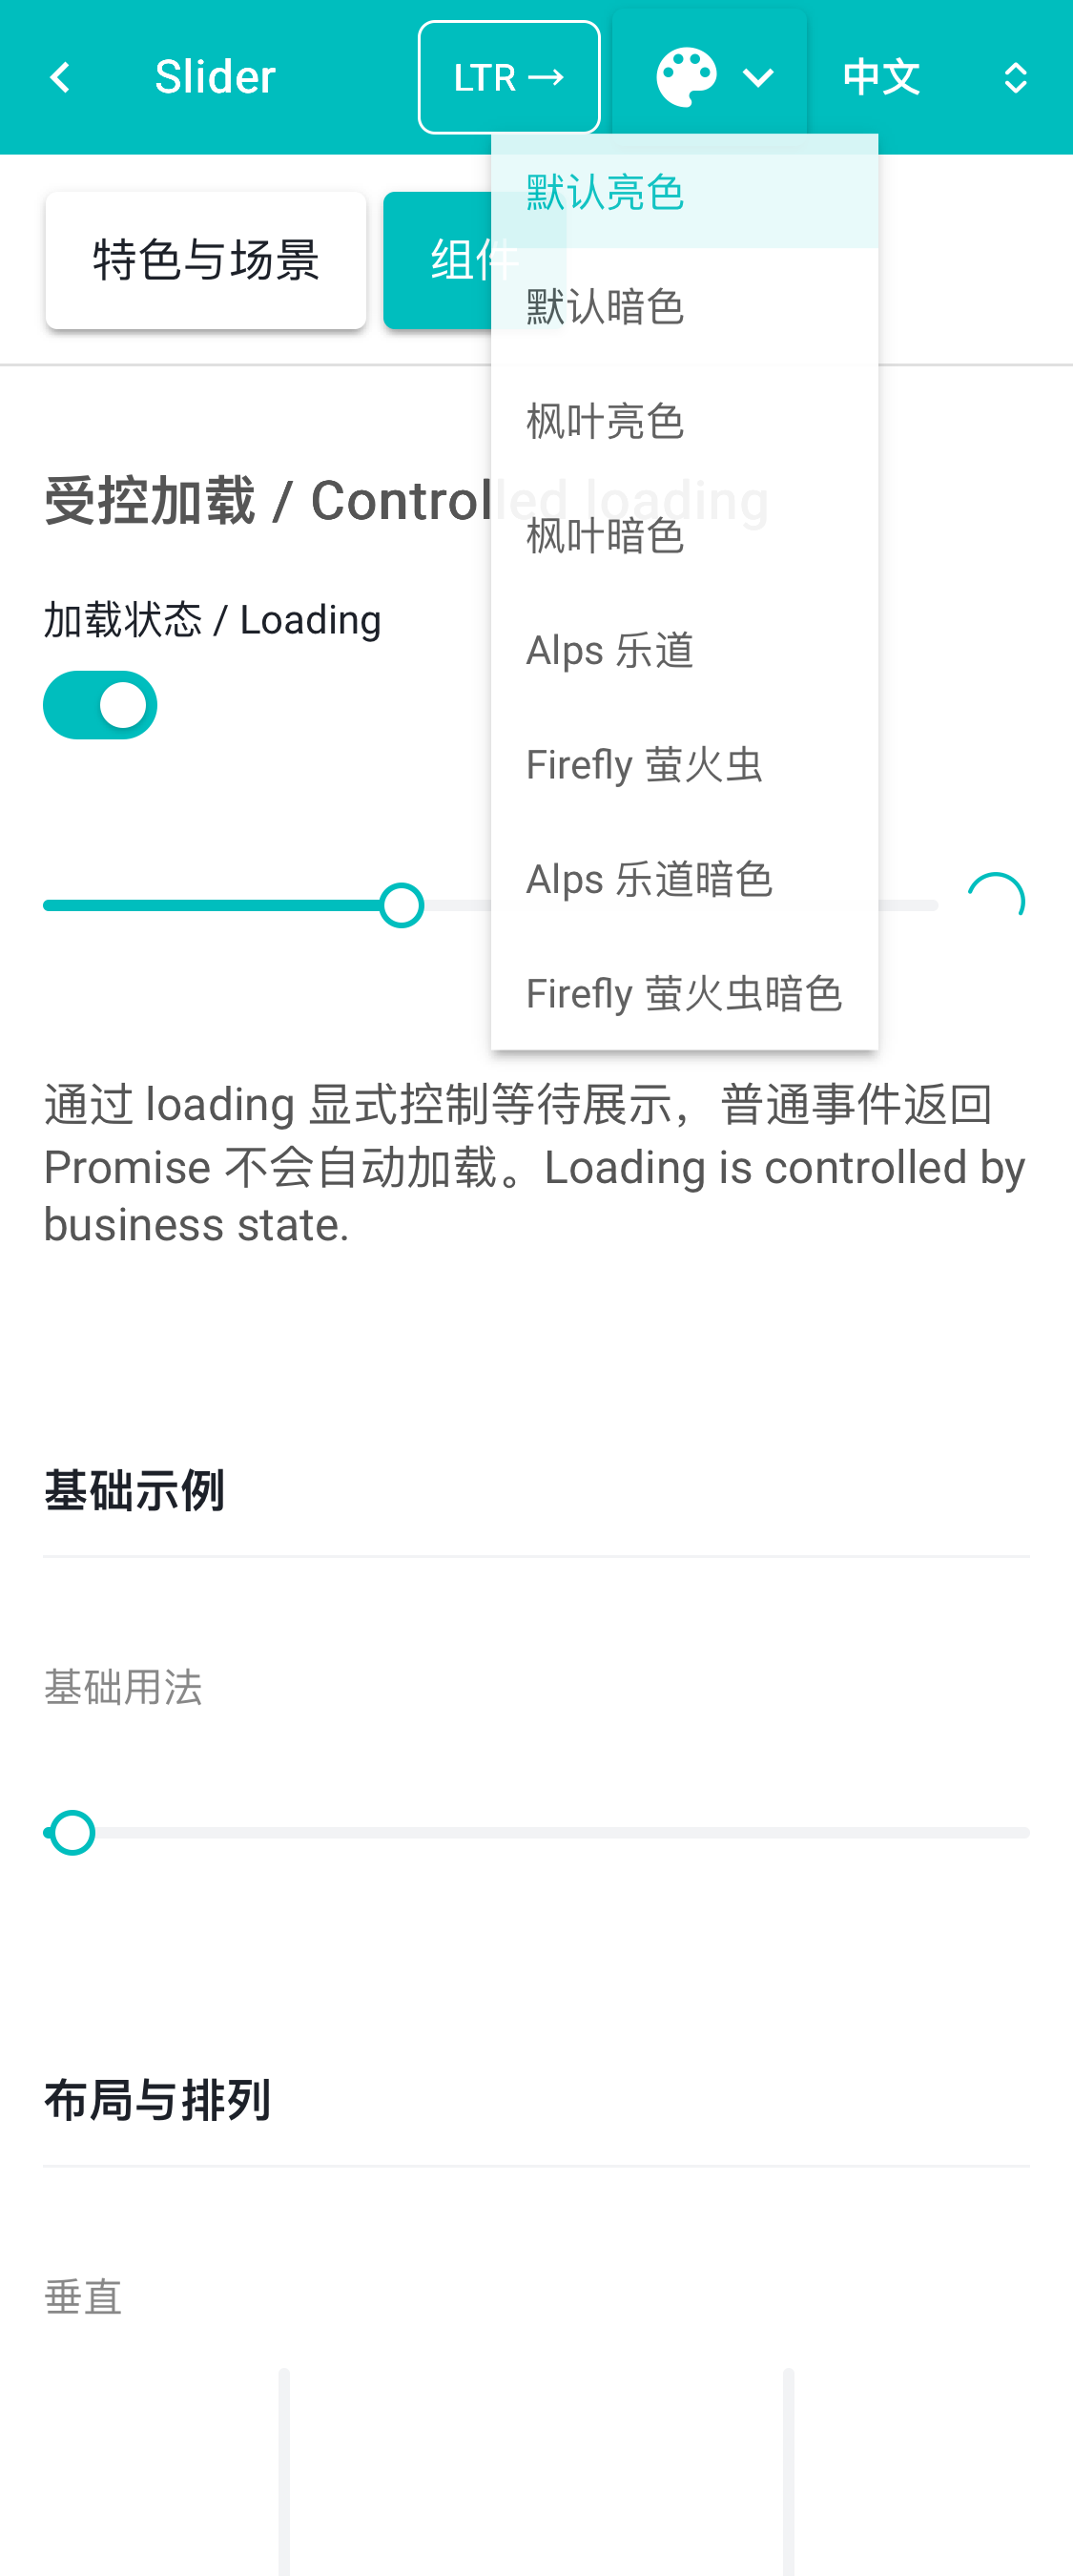 Slider
LTR →
中文
特色与场景
组件
默认亮色
默认暗色
枫叶亮色
枫叶暗色
Alps 乐道
Firefly 萤火虫
Alps 乐道暗色
Firefly 萤火虫暗色
受控加载 / Controlled loading
加载状态 / Loading
通过 loading 显式控制等待展示，普通事件返回
Promise 不会自动加载。Loading is controlled by
business state.
基础示例
基础用法
布局与排列
垂直